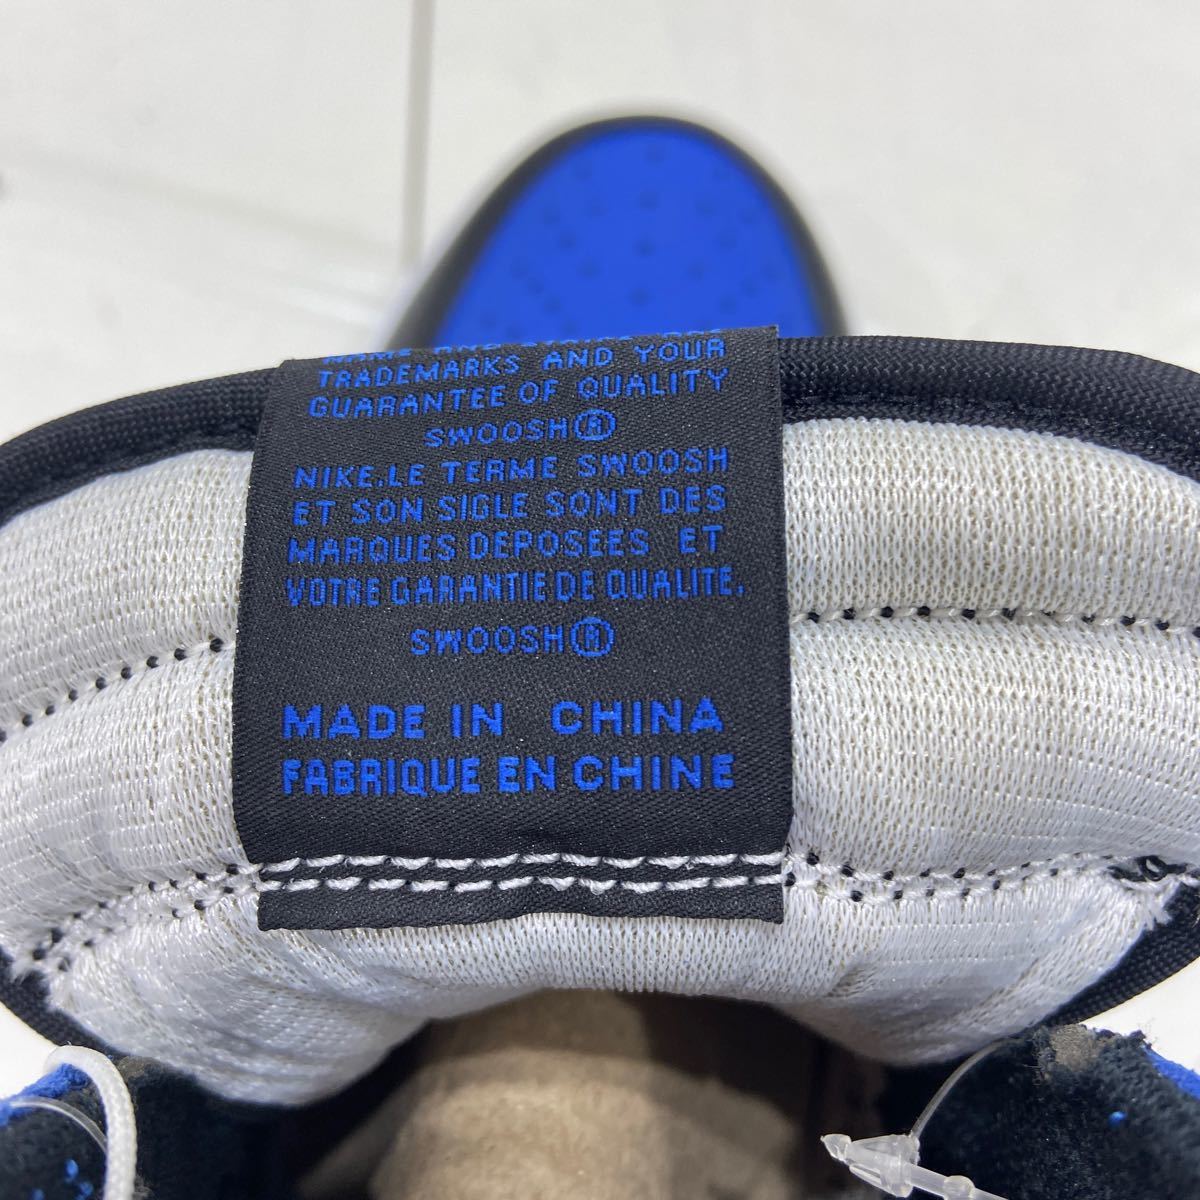 TRADEMARKS AND YOUR
GUARANTEE OF QUALITY
SWOOSH®
NIKE.LE TERME SWOOSH
ET SON SIGLE SONT DES
MARQUES DEPOSEES ET
VOTRE GARANTIE DE QUALITE.
SWOOSH®
MADE IN CHINA
FABRIQUE EN CHINE